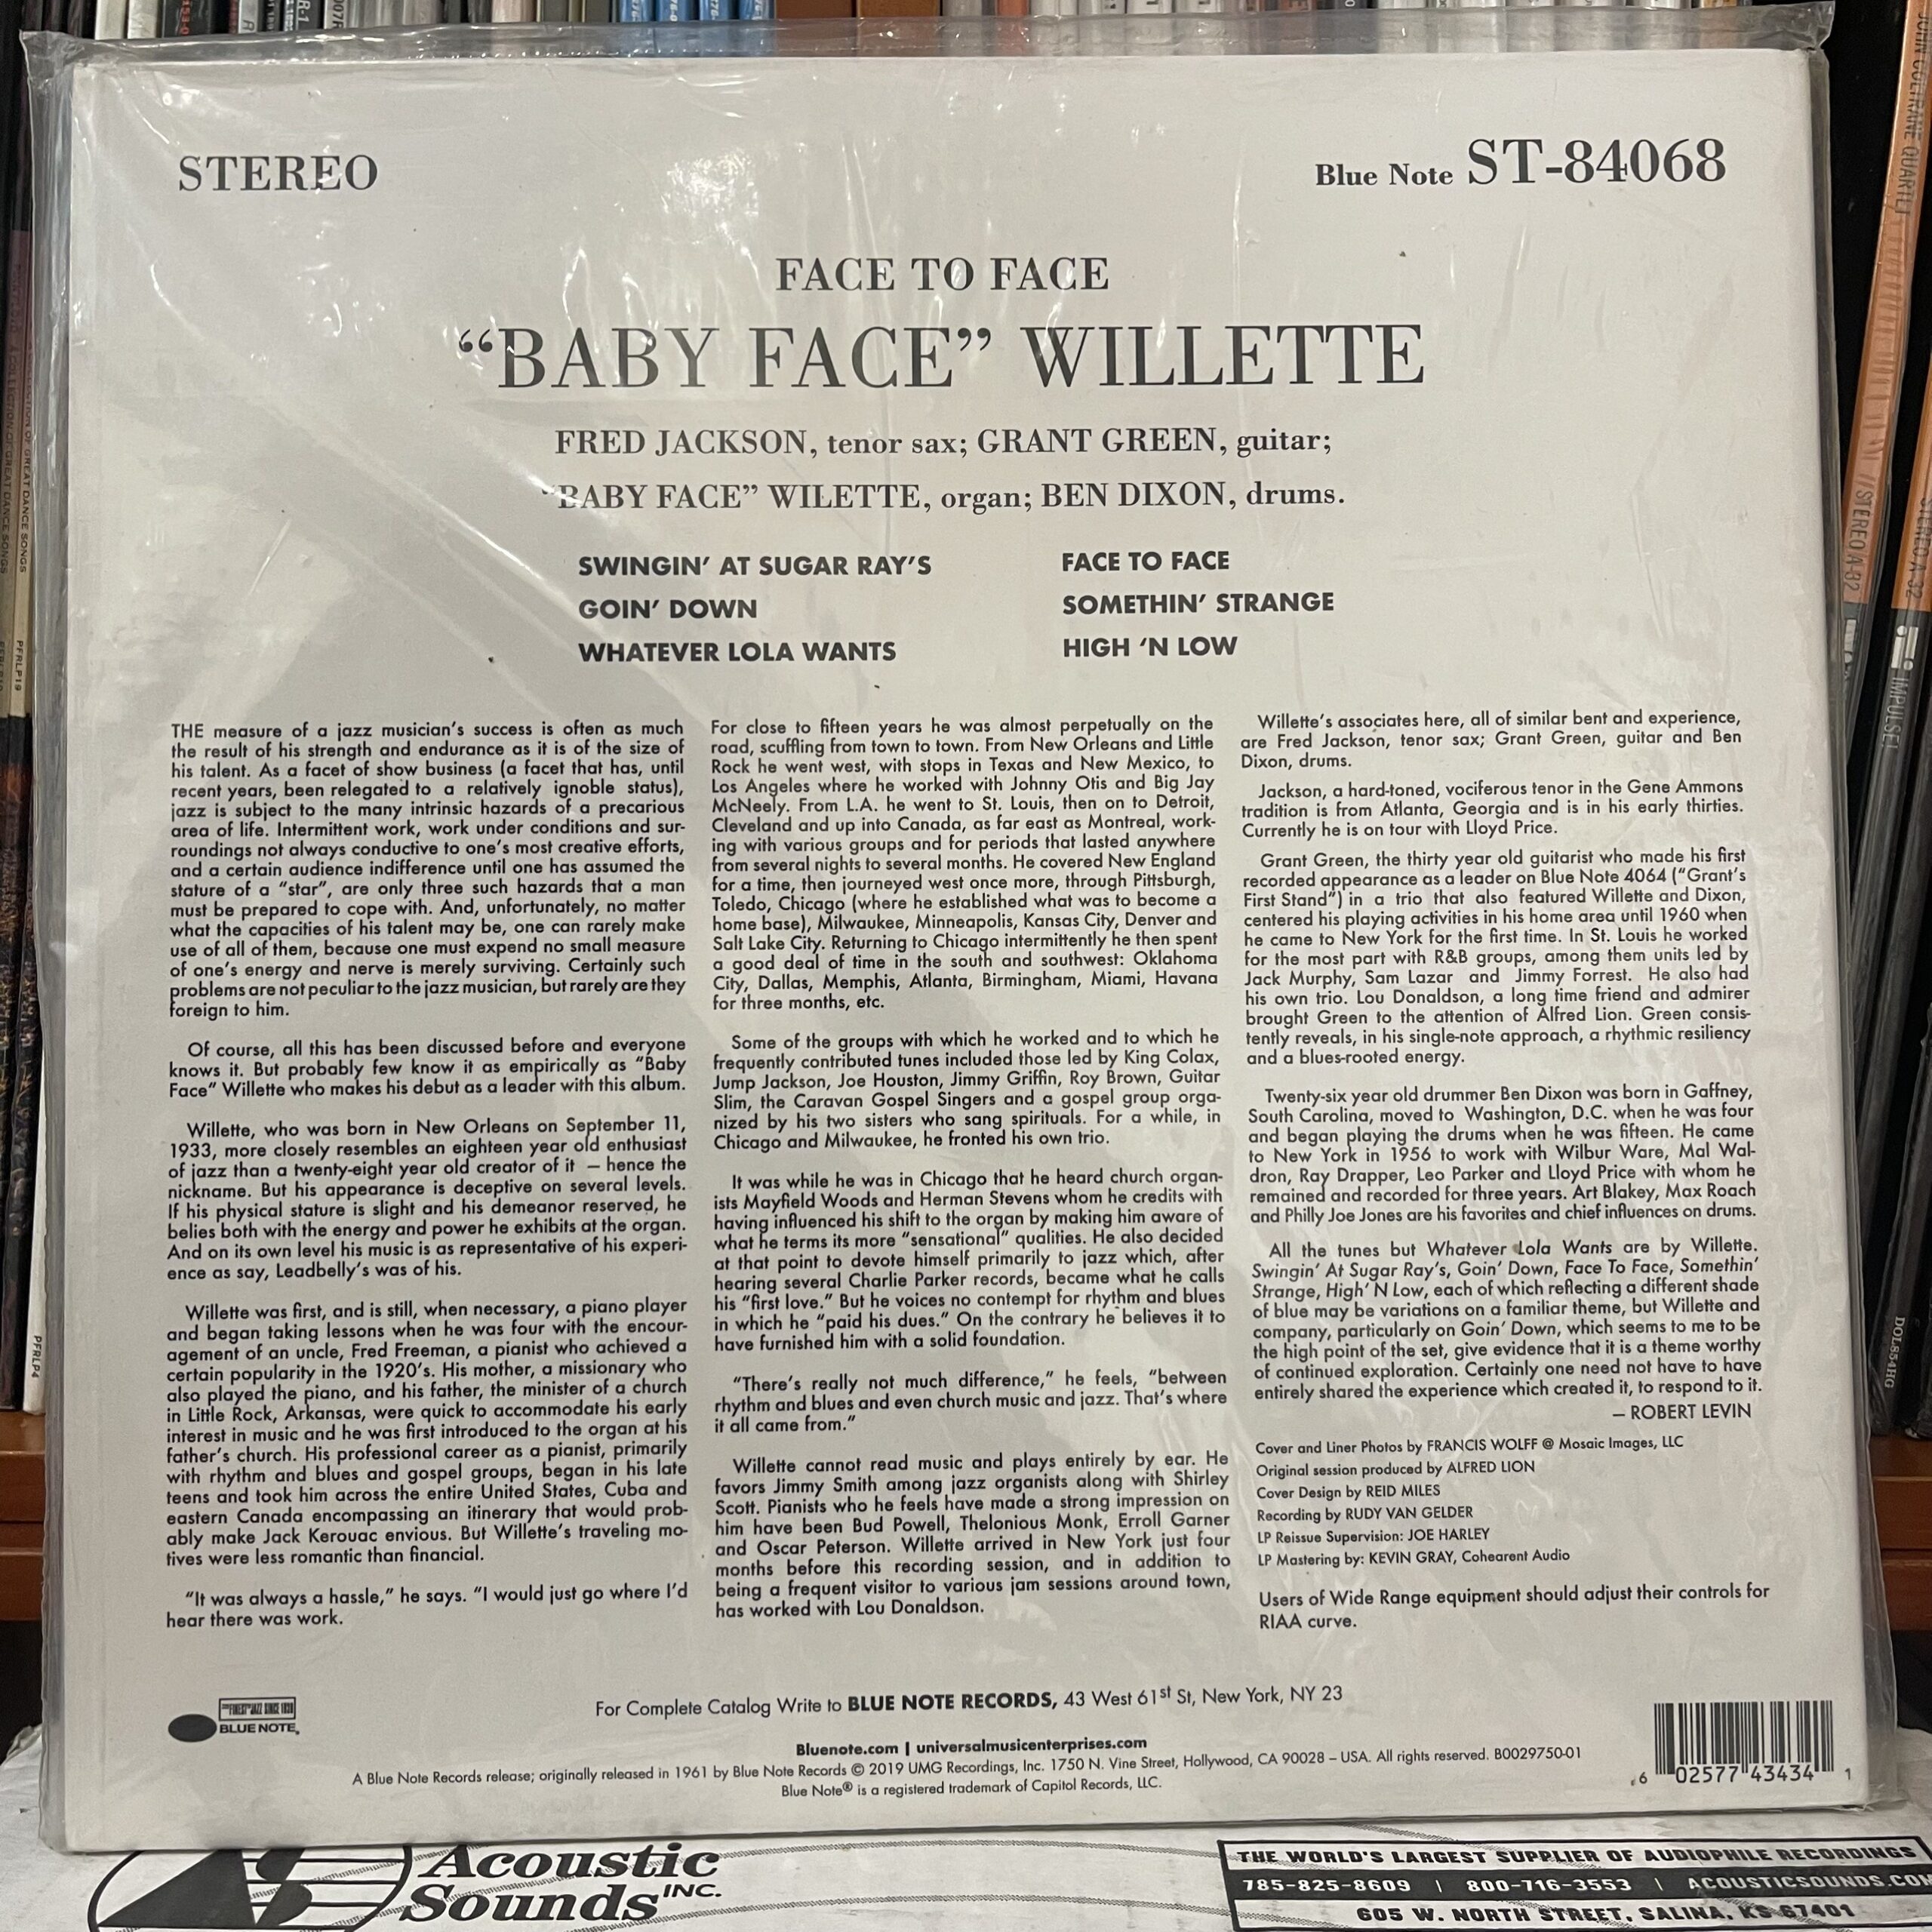 STEREO
Blue Note ST-84068
FACE TO FACE
“BABY FACE” WILLETTE
FRED JACKSON, tenor sax; GRANT GREEN, guitar;
“BABY FACE” WILETTE, organ; BEN DIXON, drums.
SWINGIN’ AT SUGAR RAY’S
GOIN’ DOWN
WHATEVER LOLA WANTS
FACE TO FACE
SOMETHIN’ STRANGE
HIGH ‘N LOW
THE measure of a jazz musician’s success is often as much
the result of his strength and endurance as it is of the size of
his talent. As a facet of show business (a facet that has, until
recent years, been relegated to a relatively ignoble status),
jazz is subject to the many intrinsic hazards of a precarious
area of life. Intermittent work, work under conditions and sur-
roundings not always conductive to one’s most creative efforts,
and a certain audience indifference until one has assumed the
stature of a “star”, are only three such hazards that a man
must be prepared to cope with. And, unfortunately, no matter
what the capacities of his talent may be, one can rarely make
use of all of them, because one must expend no small measure
of one’s energy and nerve is merely surviving. Certainly such
problems are not peculiar to the jazz musician, but rarely are they
foreign to him.
Of course, all this has been discussed before and everyone
knows it. But probably few know it as empirically as “Baby
Face” Willette who makes his debut as a leader with this album.
Willette, who was born in New Orleans on September 11,
1933, more closely resembles an eighteen year old enthusiast
of jazz than a twenty-eight year old creator of it – hence the
nickname. But his appearance is deceptive on several levels.
If his physical stature is slight and his demeanor reserved, he
belies both with the energy and power he exhibits at the organ.
And on its own level his music is as representative of his experi-
ence as say, Leadbelly’s was of his.
Willette was first, and is still, when necessary, a piano player
and began taking lessons when he was four with the encour-
agement of an uncle, Fred Freeman, a pianist who achieved a
certain popularity in the 1920’s. His mother, a missionary who
also played the piano, and his father, the minister of a church
in Little Rock, Arkansas, were quick to accommodate his early
interest in music and he was first introduced to the organ at his
father’s church. His professional career as a pianist, primarily
with rhythm and blues and gospel groups, began in his late
teens and took him across the entire United States, Cuba and
eastern Canada encompassing an itinerary that would prob-
ably make Jack Kerouac envious. But Willette’s traveling mo-
tives were less romantic than financial.
“It was always a hassle,” he says. “I would just go where I’d
hear there was work.
For close to fifteen years he was almost perpetually on the
road, scuffling from town to town. From New Orleans and Little
Rock he went west, with stops in Texas and New Mexico, to
Los Angeles where he worked with Johnny Otis and Big Jay
McNeely. From L.A. he went to St. Louis, then on to Detroit,
Cleveland and up into Canada, as far east as Montreal, work-
ing with various groups and for periods that lasted anywhere
from several nights to several months. He covered New England
for a time, then journeyed west once more, through Pittsburgh,
Toledo, Chicago (where he established what was to become a
home base), Milwaukee, Minneapolis, Kansas City, Denver and
Salt Lake City. Returning to Chicago intermittently he then spent
a good deal of time in the south and southwest: Oklahoma
City, Dallas, Memphis, Atlanta, Birmingham, Miami, Havana
for three months, etc.
Some of the groups with which he worked and to which he
frequently contributed tunes included those led by King Colax,
Jump Jackson, Joe Houston, Jimmy Griffin, Roy Brown, Guitar
Slim, the Caravan Gospel Singers and a gospel group orga-
nized by his two sisters who sang spirituals. For a while, in
Chicago and Milwaukee, he fronted his own trio.
It was while he was in Chicago that he heard church organ-
ists Mayfield Woods and Herman Stevens whom he credits with
having influenced his shift to the organ by making him aware of
what he terms its more “sensational” qualities. He also decided
at that point to devote himself primarily to jazz which, after
hearing several Charlie Parker records, became what he calls
his “first love.” But he voices no contempt for rhythm and blues
in which he “paid his dues.” On the contrary he believes it to
have furnished him with a solid foundation.
“There’s really not much difference,” he feels, “between
rhythm and blues and even church music and jazz. That’s where
it all came from.”
Willette cannot read music and plays entirely by ear. He
favors Jimmy Smith among jazz organists along with Shirley
Scott. Pianists who he feels have made a strong impression on
him have been Bud Powell, Thelonious Monk, Erroll Garner
and Oscar Peterson. Willette arrived in New York just four
months before this recording session, and in addition to
being a frequent visitor to various jam sessions around town,
has worked with Lou Donaldson.
Willette’s associates here, all of similar bent and experience,
are Fred Jackson, tenor sax; Grant Green, guitar and Ben
Dixon, drums.
Jackson, a hard-toned, vociferous tenor in the Gene Ammons
tradition is from Atlanta, Georgia and is in his early thirties.
Currently he is on tour with Lloyd Price.
Grant Green, the thirty year old guitarist who made his first
recorded appearance as a leader on Blue Note 4064 (“Grant’s
First Stand”) in a trio that also featured Willette and Dixon,
centered his playing activities in his home area until 1960 when
he came to New York for the first time. In St. Louis he worked
for the most part with R&B groups, among them units led by
Jack Murphy, Sam Lazar and Jimmy Forrest. He also had
his own trio. Lou Donaldson, a long time friend and admirer
brought Green to the attention of Alfred Lion. Green consis-
tently reveals, in his single-note approach, a rhythmic resiliency
and a blues-rooted energy.
Twenty-six year old drummer Ben Dixon was born in Gaffney,
South Carolina, moved to Washington, D.C. when he was four
and began playing the drums when he was fifteen. He came
to New York in 1956 to work with Wilbur Ware, Mal Wal-
dron, Ray Drapper, Leo Parker and Lloyd Price with whom he
remained and recorded for three years. Art Blakey, Max Roach
and Philly Joe Jones are his favorites and chief influences on drums.
All the tunes but Whatever Lola Wants are by Willette.
Swingin’ At Sugar Ray’s, Goin’ Down, Face To Face, Somethin’
Strange, High’ N Low, each of which reflecting a different shade
of blue may be variations on a familiar theme, but Willette and
company, particularly on Goin’ Down, which seems to me to be
the high point of the set, give evidence that it is a theme worthy
of continued exploration. Certainly one need not have to have
entirely shared the experience which created it, to respond to it.
– ROBERT LEVIN
Cover and Liner Photos by FRANCIS WOLFF @ Mosaic Images, LLC
Original session produced by ALFRED LION
Cover Design by REID MILES
Recording by RUDY VAN GELDER
LP Reissue Supervision: JOE HARLEY
LP Mastering by: KEVIN GRAY, Cohearent Audio
Users of Wide Range equipment should adjust their controls for
RIAA curve.
THE FINEST IN JAZZ SINCE 1939
BLUE NOTE
For Complete Catalog Write to BLUE NOTE RECORDS, 43 West 61st St, New York, NY 23
Bluenote.com | universalmusicenterprises.com
A Blue Note Records release; originally released in 1961 by Blue Note Records © 2019 UMG Recordings, Inc. 1750 N. Vine Street, Hollywood, CA 90028 – USA. All rights reserved. B0029750-01
Blue Note® is a registered trademark of Capitol Records, LLC.
6 02577 43434 1
Acoustic
Sounds INC.
THE WORLD'S LARGEST SUPPLIER OF AUDIOPHILE RECORDINGS
785-825-8609 | 800-716-3553 | ACOUSTICSOUNDS.COM
605 W. NORTH STREET, SALINA, KS 67401
JOHN COLTRANE QUARTET
STEREO A-32
STEREO A-32
IMPULSE!
DOL854HG
GREAT DANCE SONGS
PFRLP19
PFRLP4